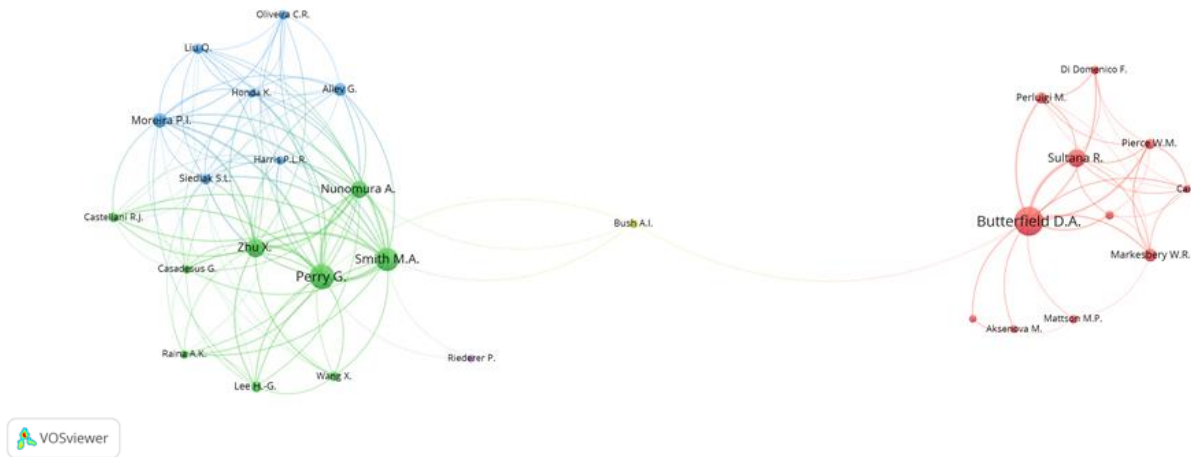 Oliveira C.R.
Liu Q.
Honda K.
Aliev G.
Moreira P.I.
Harris P.L.R.
Siedlak S.L.
Nunomura A.
Castellani R.J.
Zhu X.
Smith M.A.
Casadesus G.
Perry G.
Raina A.K.
Lee H.-G.
Wang X.
Riederer P.
Bush A.I.
Di Domenico F.
Perluigi M.
Pierce W.M.
Sultana R.
Butterfield D.A.
Markesbery W.R.
Mattson M.P.
Aksenova M.
VOSviewer